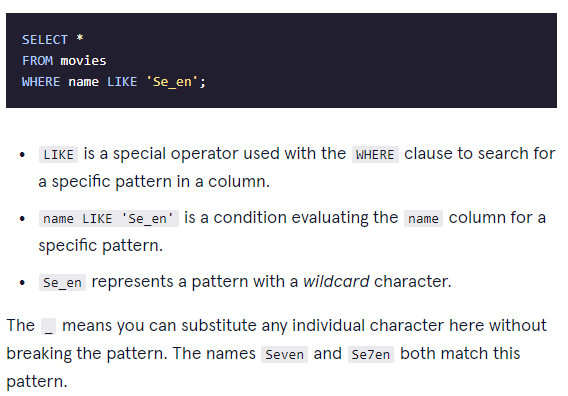 SELECT *
FROM movies
WHERE name LIKE 'Se_en';
• LIKE is a special operator used with the WHERE clause to search for
a specific pattern in a column.
• name LIKE 'Se_en' is a condition evaluating the name column for a
specific pattern.
• Se_en represents a pattern with a wildcard character.
The _ means you can substitute any individual character here without
breaking the pattern. The names Seven and Se7en both match this
pattern.